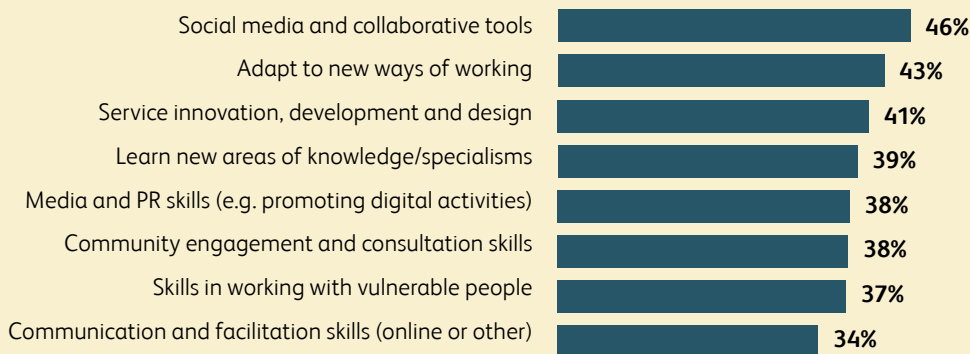 Social media and collaborative tools 46%
Adapt to new ways of working 43%
Service innovation, development and design 41%
Learn new areas of knowledge/specialisms 39%
Media and PR skills (e.g. promoting digital activities) 38%
Community engagement and consultation skills 38%
Skills in working with vulnerable people 37%
Communication and facilitation skills (online or other) 34%